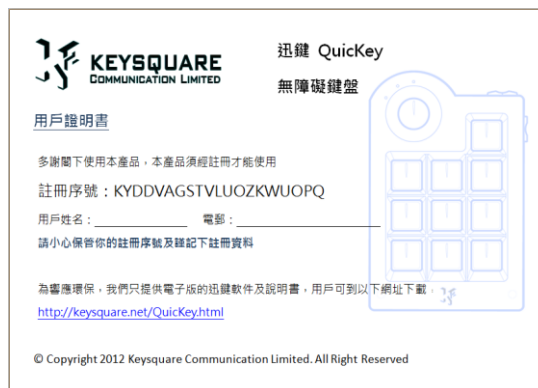 KEYSQUARE
COMMUNICATION LIMITED
迅鍵 QuicKey
無障礙鍵盤
用戶證明書
多謝閣下使用本產品，本產品須經註冊才能使用
註冊序號：KYDDVAGSTVLUOZKWUOPQ
用戶姓名：＿＿＿＿＿＿ 電郵：＿＿＿＿＿＿＿＿＿＿
請小心保管你的註冊序號及謹記下註冊資料
為響應環保，我們只提供電子版的迅鍵軟件及說明書，用戶可到以下網址下載，
http://keysquare.net/QuicKey.html
© Copyright 2012 Keysquare Communication Limited. All Right Reserved